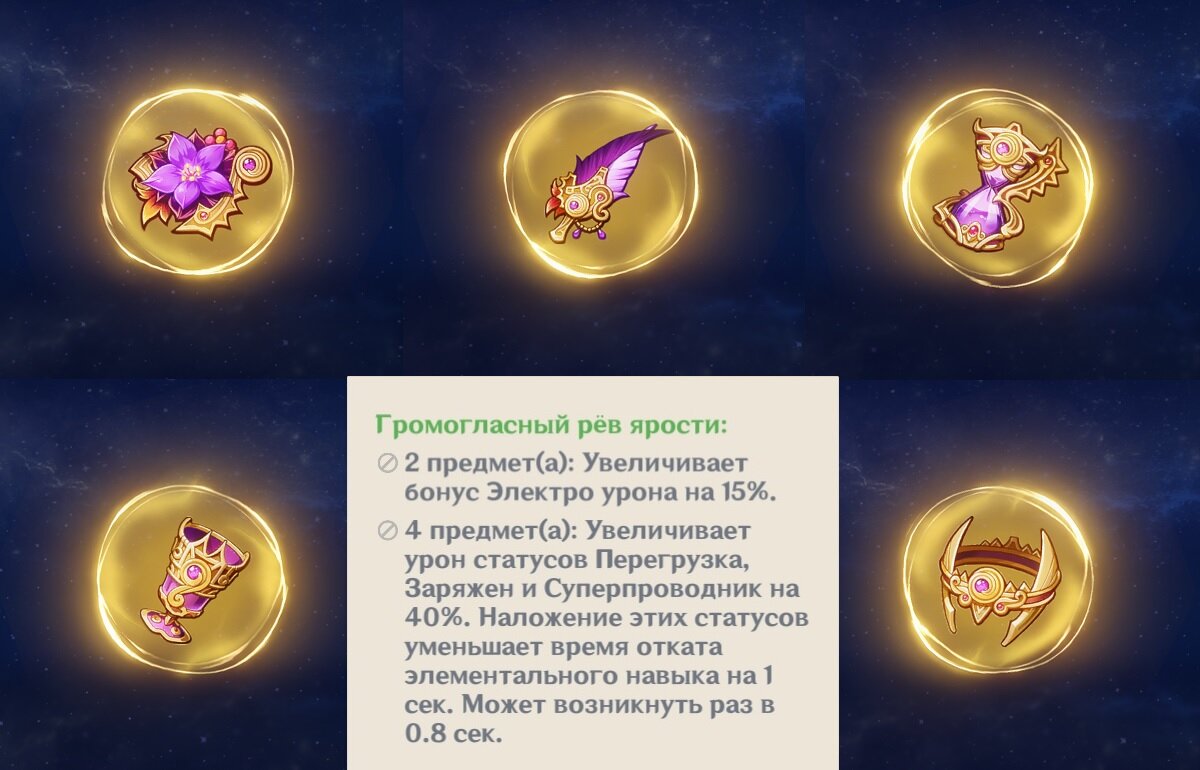 Громогласный рёв ярости:
2 предмет(а): Увеличивает
бонус Электро урона на 15%.
4 предмет(а): Увеличивает
урон статусов Перегрузка,
Заряжен и Суперпроводник на
40%. Наложение этих статусов
уменьшает время отката
элементального навыка на 1
сек. Может возникнуть раз в
0.8 сек.